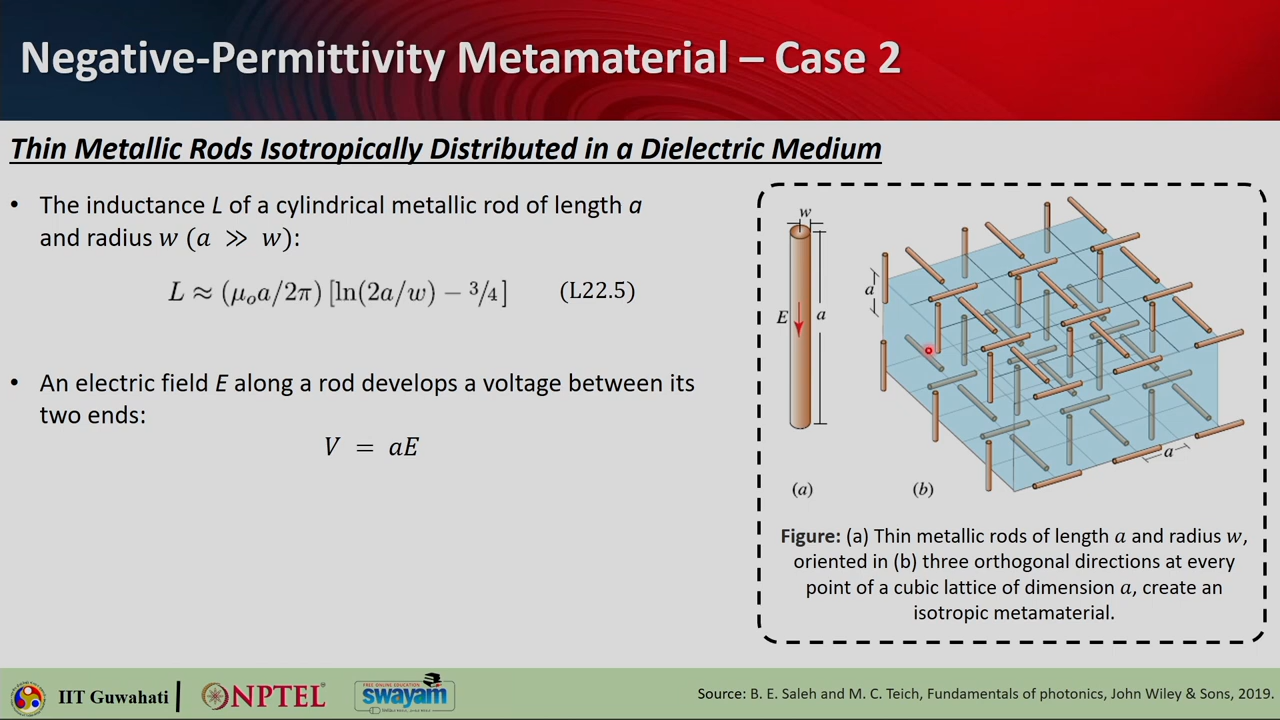 Negative-Permittivity Metamaterial – Case 2
Thin Metallic Rods Isotropically Distributed in a Dielectric Medium
• The inductance L of a cylindrical metallic rod of length a
and radius w (a ≫ w):
L ≈ (μₒa/2π) [ln(2a/w) − 3/4] (L22.5)
• An electric field E along a rod develops a voltage between its
two ends:
V = aE
w
E
a
(a)
a
a
(b)
Figure: (a) Thin metallic rods of length a and radius w,
oriented in (b) three orthogonal directions at every
point of a cubic lattice of dimension a, create an
isotropic metamaterial.
IIT Guwahati
NPTEL
FREE ONLINE EDUCATION
swayam
Source: B. E. Saleh and M. C. Teich, Fundamentals of photonics, John Wiley & Sons, 2019.